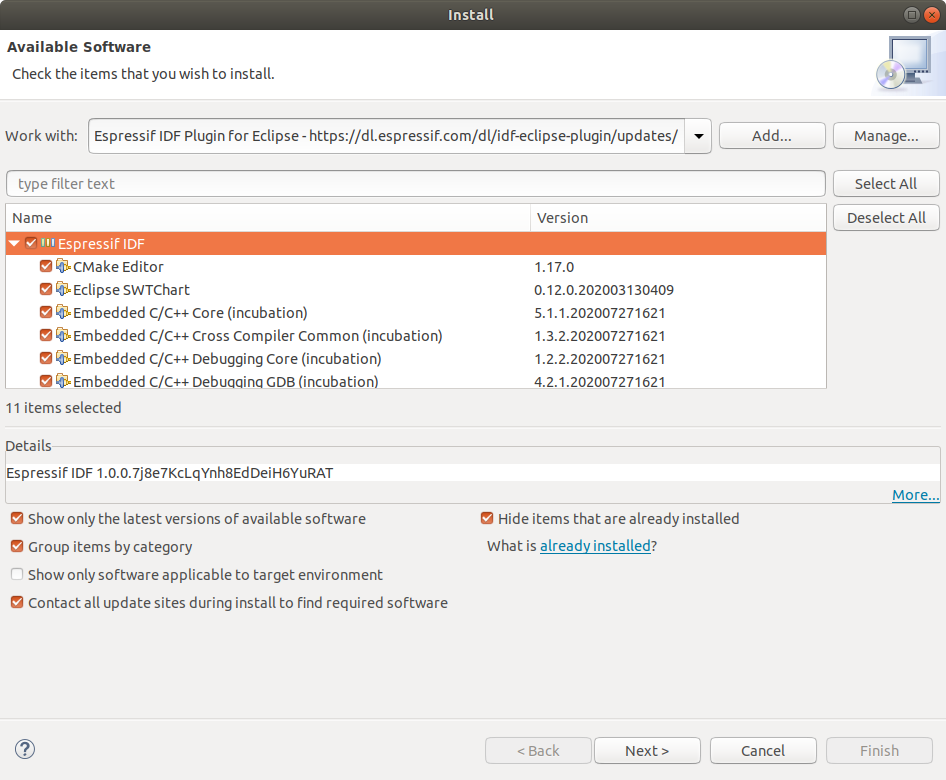 Install
Available Software
Check the items that you wish to install.
Work with: Espressif IDF Plugin for Eclipse - https://dl.espressif.com/dl/idf-eclipse-plugin/updates/ Add... Manage...
type filter text Select All
Name Version Deselect All
Espressif IDF
CMake Editor 1.17.0
Eclipse SWTChart 0.12.0.202003130409
Embedded C/C++ Core (incubation) 5.1.1.202007271621
Embedded C/C++ Cross Compiler Common (incubation) 1.3.2.202007271621
Embedded C/C++ Debugging Core (incubation) 1.2.2.202007271621
Embedded C/C++ Debugging GDB (incubation) 4.2.1.202007271621
11 items selected
Details
Espressif IDF 1.0.0.7j8e7KcLqYnh8EdDeiH6YuRAT
More...
Show only the latest versions of available software Hide items that are already installed
Group items by category What is already installed?
Show only software applicable to target environment
Contact all update sites during install to find required software
? < Back Next > Cancel Finish